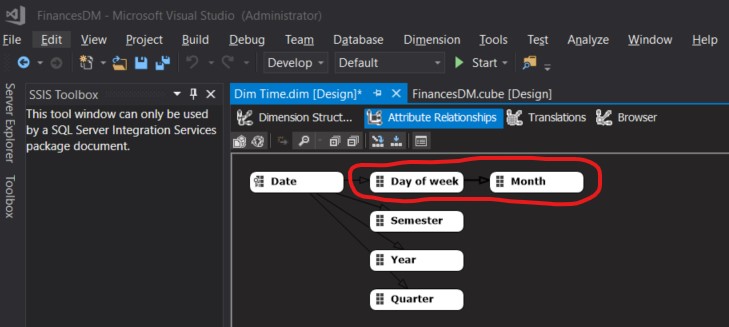 FinancesDM - Microsoft Visual Studio (Administrator)
File Edit View Project Build Debug Team Database Dimension Tools Test Analyze Window Help
Develop Default Start
Server Explorer
Toolbox
SSIS Toolbox
This tool window can only be used
by a SQL Server Integration Services
package document.
Dim Time.dim [Design]* FinancesDM.cube [Design]
Dimension Struct... Attribute Relationships Translations Browser
Date Day of week Month
Semester
Year
Quarter